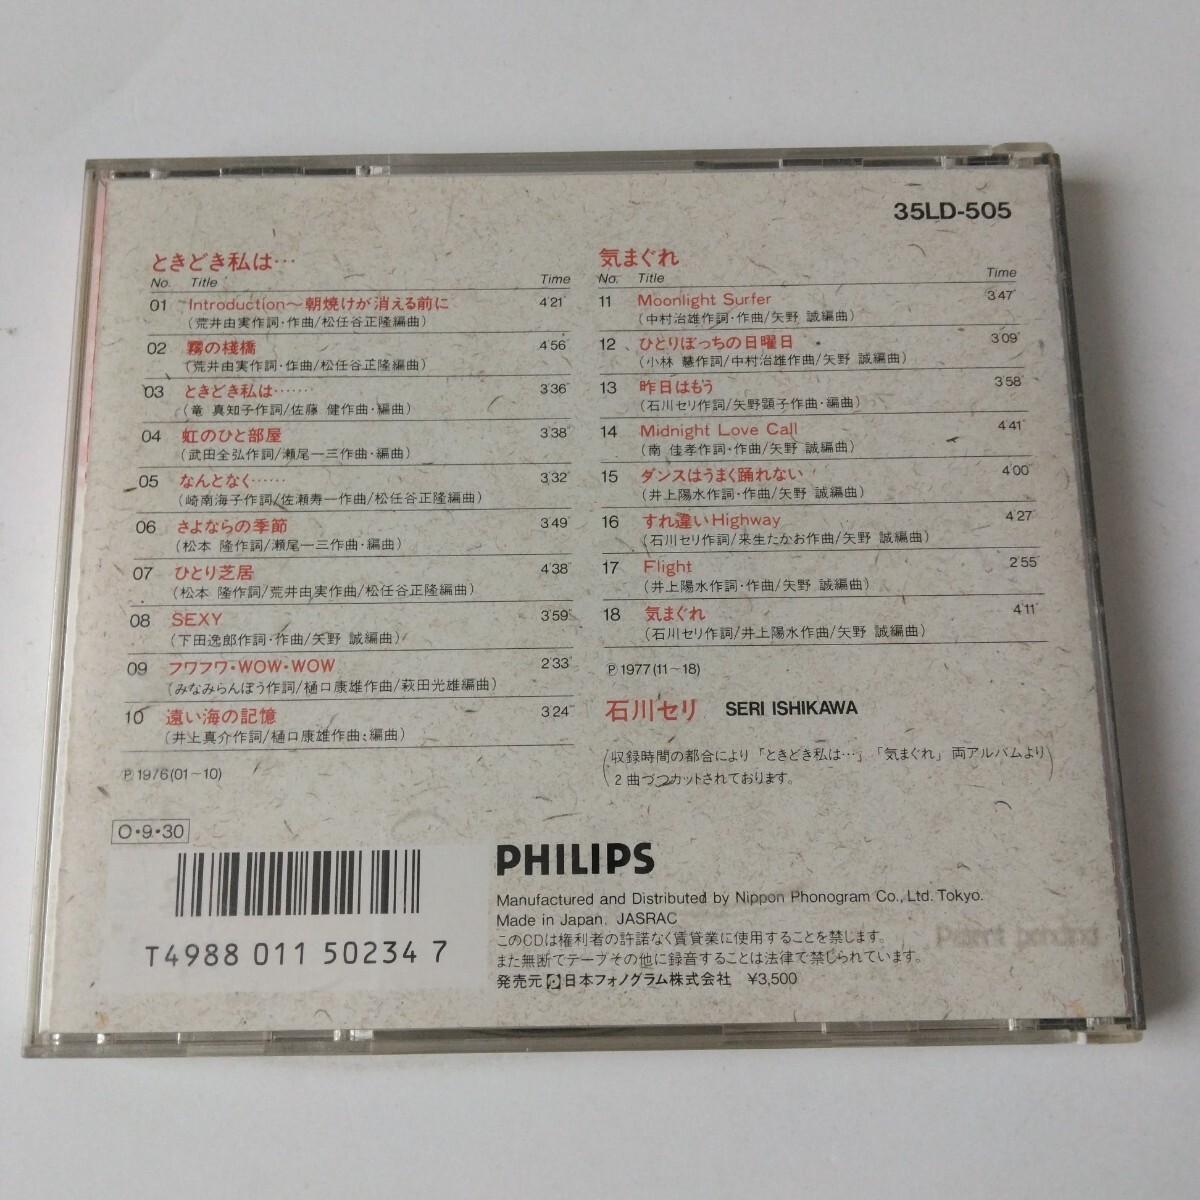 35LD-505
ときどき私は…
No. Title Time
01 Introduction〜朝焼けが消える前に 4'21"
(荒井由実作詞・作曲/松任谷正隆編曲)
02 霧の棧橋 4'56"
(荒井由実作詞・作曲/松任谷正隆編曲)
03 ときどき私は……‥ 3'36"
(竜 真知子作詞/佐藤 健作曲・編曲)
04 虹のひと部屋 3'38"
(武田全弘作詞/瀬尾一三作曲・編曲)
05 なんとなく…… 3'32"
(崎南海子作詞/佐瀬寿一作曲/松任谷正隆編曲)
06 さよならの季節 3'49"
(松本 隆作詞/瀬尾一三作曲・編曲)
07 ひとり芝居 4'38"
(松本 隆作詞/荒井由実作曲/松任谷正隆編曲)
08 SEXY 3'59"
(下田逸郎作詞・作曲/矢野 誠編曲)
09 フワフワ・WOW・WOW 2'33"
(みなみらんぼう作詞/樋口康雄作曲/萩田光雄編曲)
10 遠い海の記憶 3'24"
(井上真介作詞/樋口康雄作曲・編曲)
Ⓟ1976(01〜10)
気まぐれ
No. Title Time
11 Moonlight Surfer 3'47"
(中村治雄作詞・作曲/矢野 誠編曲)
12 ひとりぼっちの日曜日 3'09"
(小林 慧作詞/中村治雄作曲/矢野 誠編曲)
13 昨日はもう 3'58"
(石川セリ作詞/矢野顕子作曲・編曲)
14 Midnight Love Call 4'41"
(南 佳孝作詞・作曲/矢野 誠編曲)
15 ダンスはうまく踊れない 4'00"
(井上陽水作詞・作曲/矢野 誠編曲)
16 すれ違いHighway 4'27"
(石川セリ作詞/来生たかお作曲/矢野 誠編曲)
17 Flight 2'55"
(井上陽水作詞・作曲/矢野 誠編曲)
18 気まぐれ 4'11"
(石川セリ作詞/井上陽水作曲/矢野 誠編曲)
Ⓟ1977(11〜18)
石川セリ SERI ISHIKAWA
(収録時間の都合により「ときどき私は…」「気まぐれ」両アルバムより
2曲づつカットされております。)
O・9・30
T4988 011 50234 7
PHILIPS
Manufactured and Distributed by Nippon Phonogram Co., Ltd. Tokyo.
Made in Japan. JASRAC
このCDは権利者の許諾なく賃貸業に使用することを禁じます。
また無断でテープその他に録音することは法律で禁じられています。
発売元 日本フォノグラム株式会社 ¥3,500
Patent pending